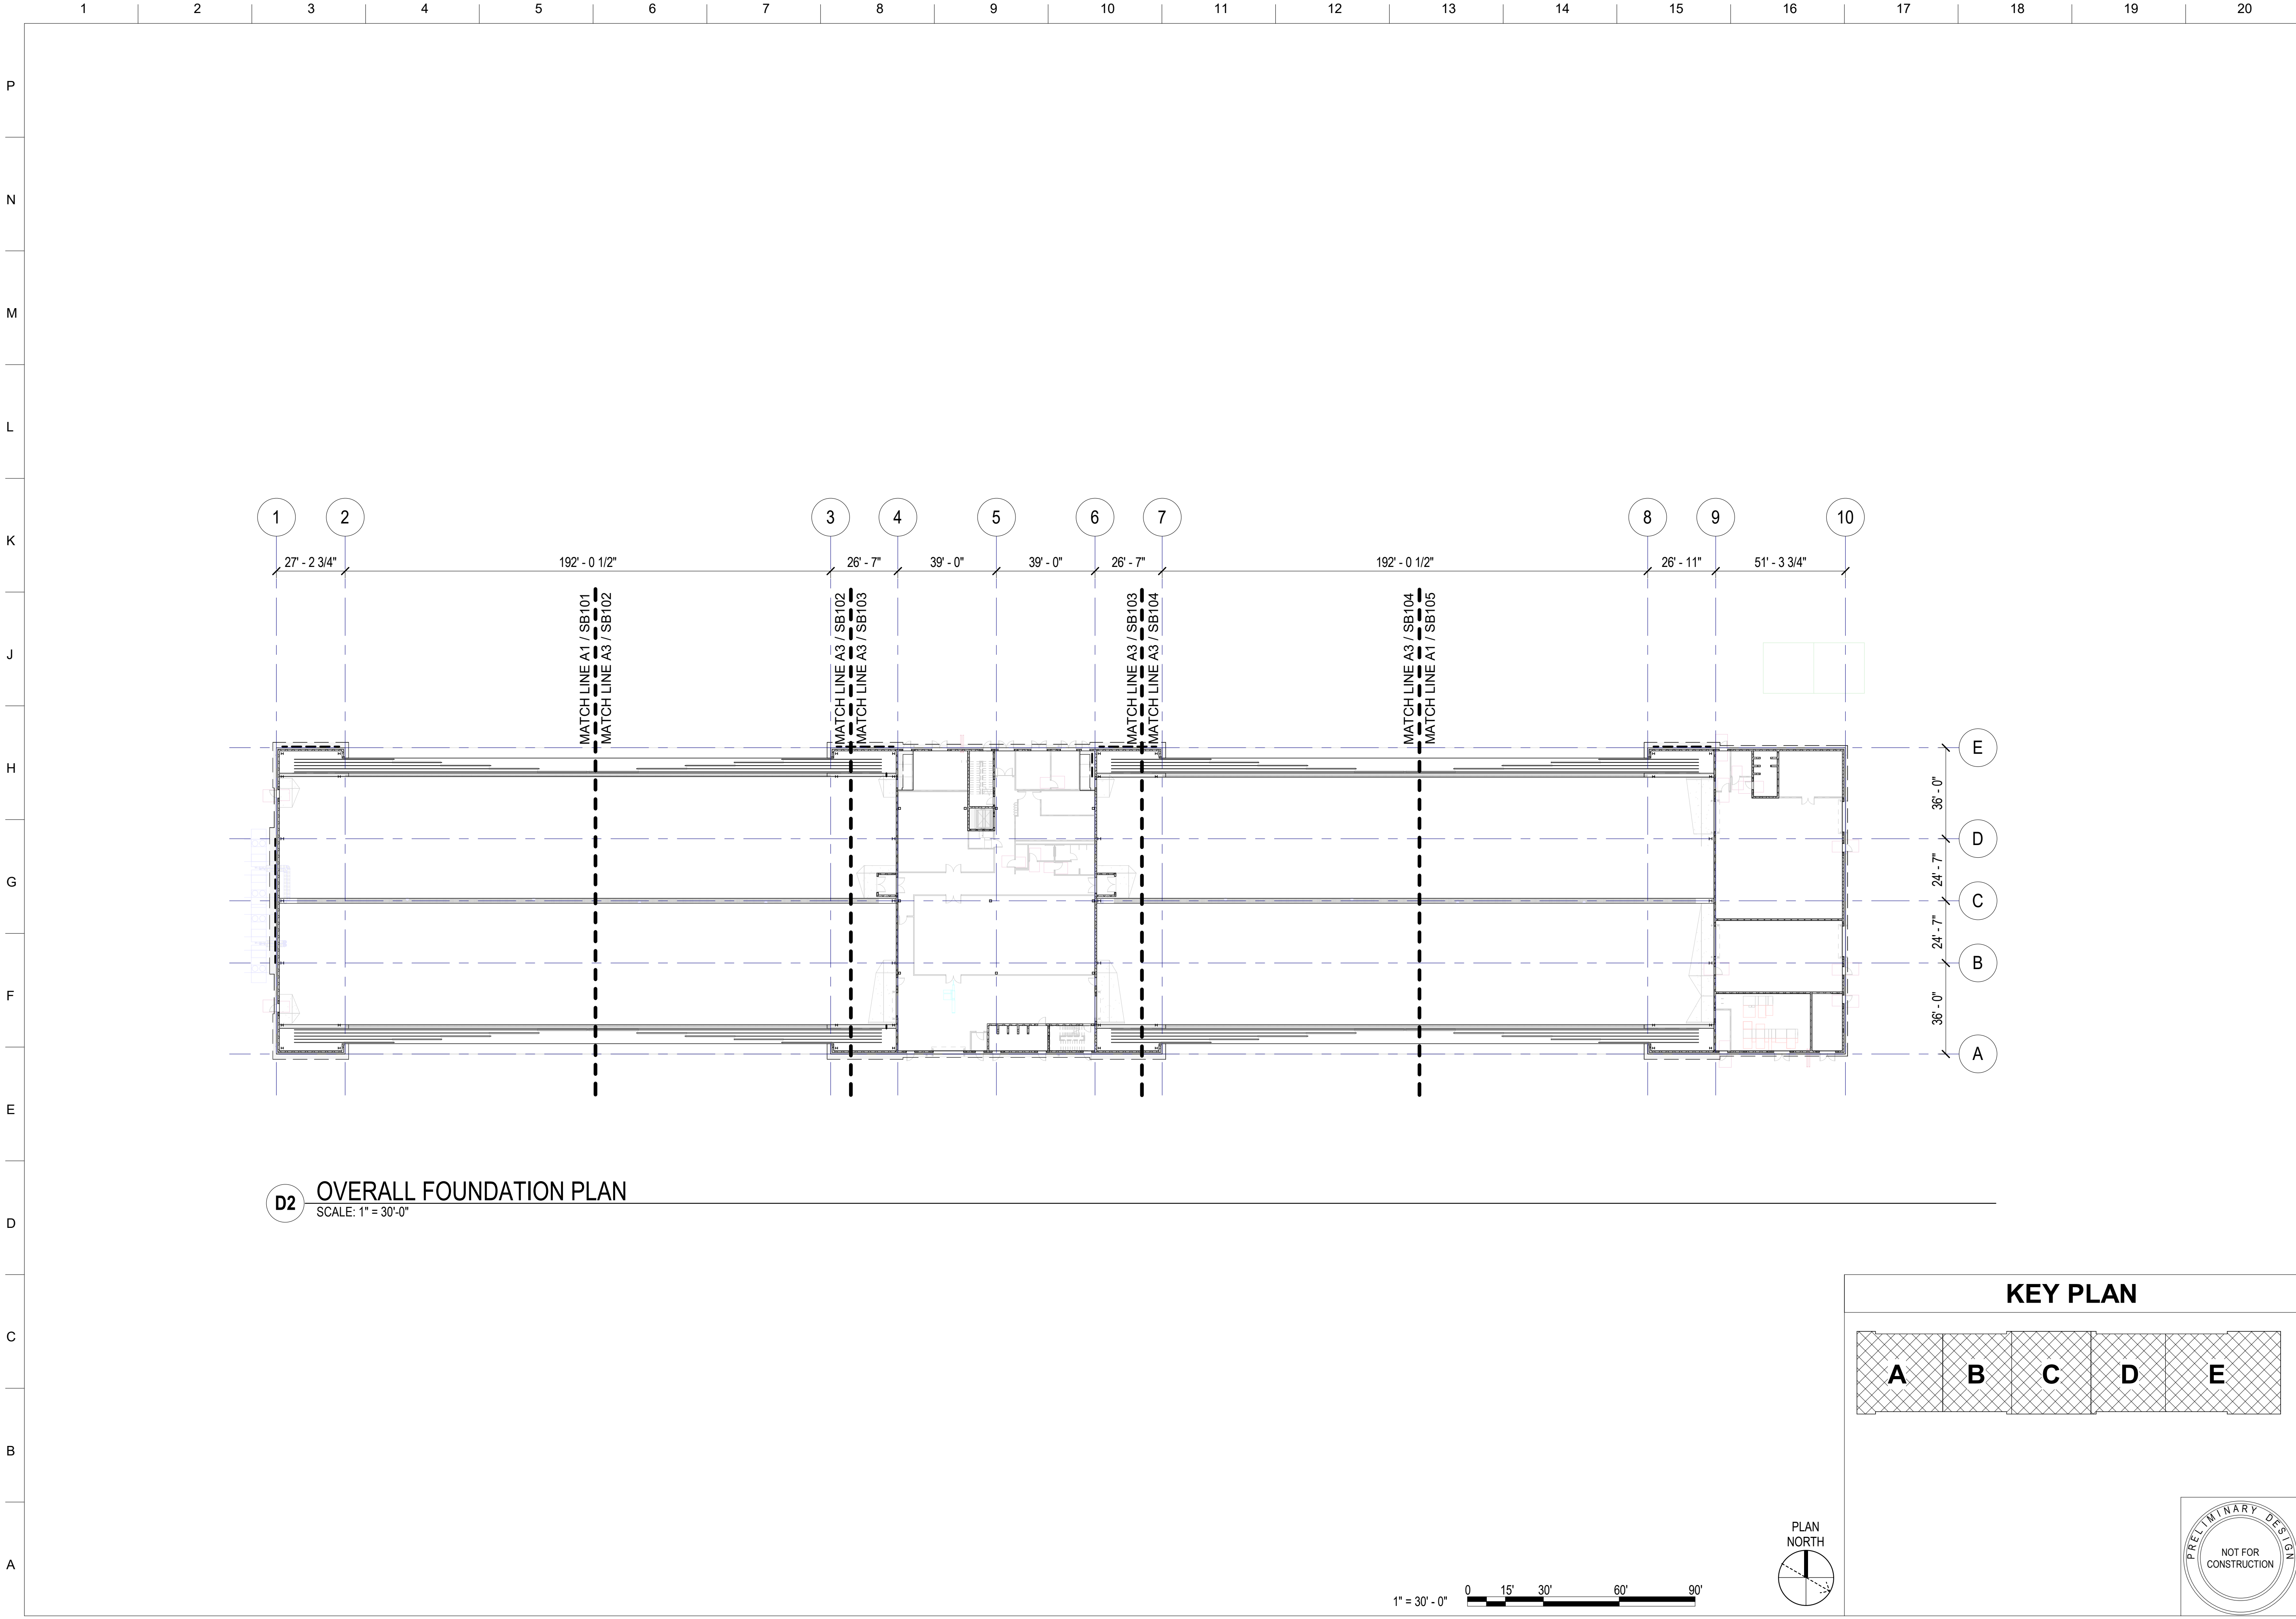 1 2 3 4 5 6 7 8 9 10 11 12 13 14 15 16 17 18 19 20
P
N
M
L
K
J
H
G
F
E
D
C
B
A
1 2 3 4 5 6 7 8 9 10
27' - 2 3/4" 192' - 0 1/2" 26' - 7" 39' - 0" 39' - 0" 26' - 7" 192' - 0 1/2" 26' - 11" 51' - 3 3/4"
MATCH LINE A1 / SB101
MATCH LINE A3 / SB102
MATCH LINE A3 / SB102
MATCH LINE A3 / SB103
MATCH LINE A3 / SB103
MATCH LINE A3 / SB104
MATCH LINE A3 / SB104
MATCH LINE A1 / SB105
E
36' - 0"
D
24' - 7"
C
24' - 7"
B
36' - 0"
A
D2 OVERALL FOUNDATION PLAN
SCALE: 1" = 30'-0"
KEY PLAN
A B C D E
PLAN
NORTH
1" = 30' - 0" 0 15' 30' 60' 90'
PRELIMINARY DESIGN
NOT FOR
CONSTRUCTION